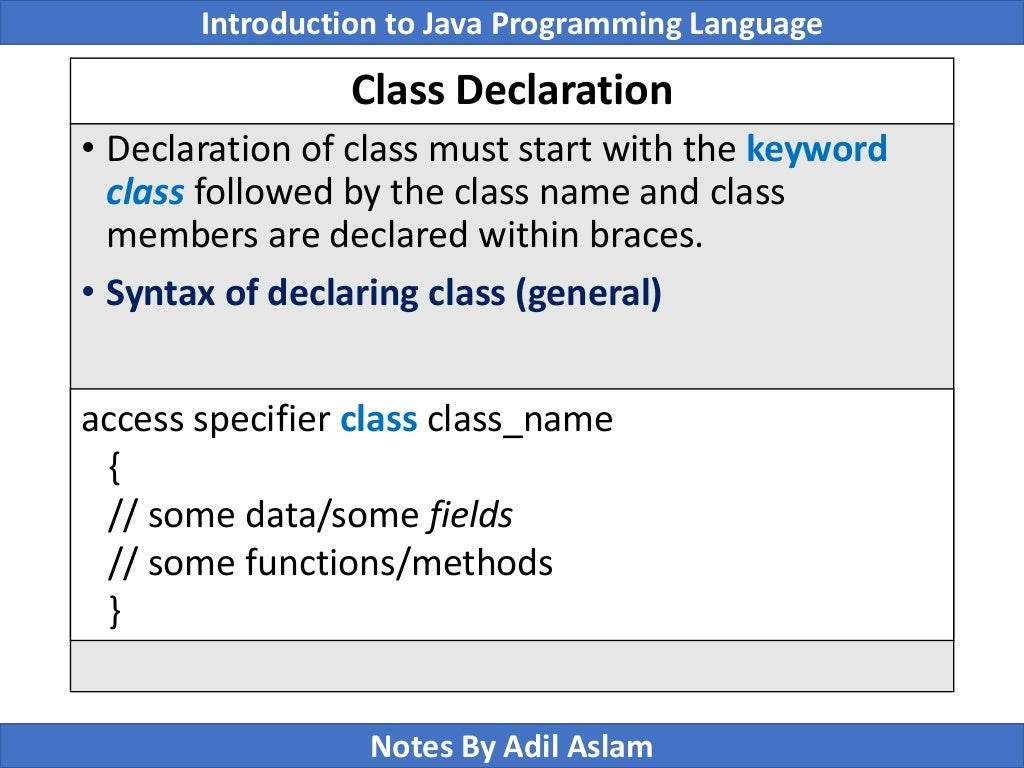 Introduction to Java Programming Language
Class Declaration
• Declaration of class must start with the keyword
class followed by the class name and class
members are declared within braces.
• Syntax of declaring class (general)
access specifier class class_name
{
// some data/some fields
// some functions/methods
}
Notes By Adil Aslam